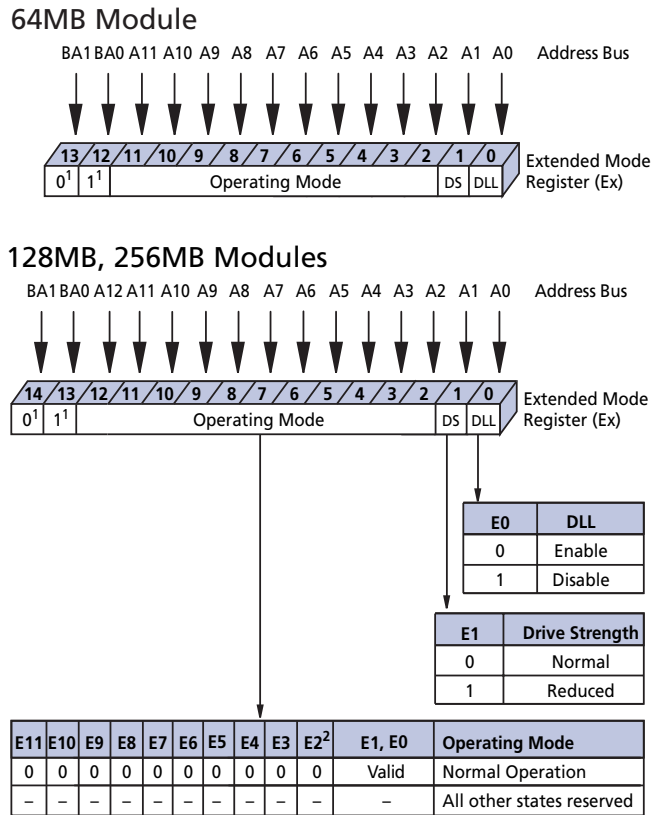 64MB Module
BA1 BA0 A11 A10 A9 A8 A7 A6 A5 A4 A3 A2 A1 A0 Address Bus
13 12 11 10 9 8 7 6 5 4 3 2 1 0
0¹ 1¹ Operating Mode DS DLL
Extended Mode
Register (Ex)
128MB, 256MB Modules
BA1 BA0 A12 A11 A10 A9 A8 A7 A6 A5 A4 A3 A2 A1 A0 Address Bus
14 13 12 11 10 9 8 7 6 5 4 3 2 1 0
0¹ 1¹ Operating Mode DS DLL
Extended Mode
Register (Ex)
E0 DLL
0 Enable
1 Disable
E1 Drive Strength
0 Normal
1 Reduced
E11 E10 E9 E8 E7 E6 E5 E4 E3 E2² E1, E0 Operating Mode
0 0 0 0 0 0 0 0 0 0 Valid Normal Operation
– – – – – – – – – – – All other states reserved